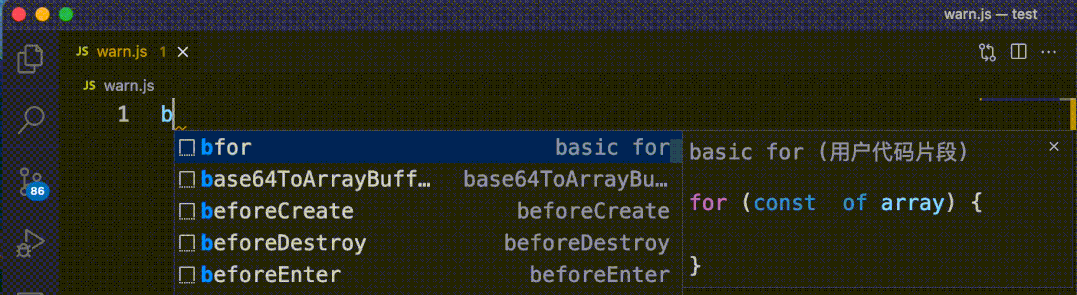 warn.js — test
JS warn.js 1
JS warn.js
1 b
bfor basic for
base64ToArrayBuff… base64ToArrayBu…
beforeCreate beforeCreate
beforeDestroy beforeDestroy
beforeEnter beforeEnter
basic for (用户代码片段)
for (const  of array) {
}
86